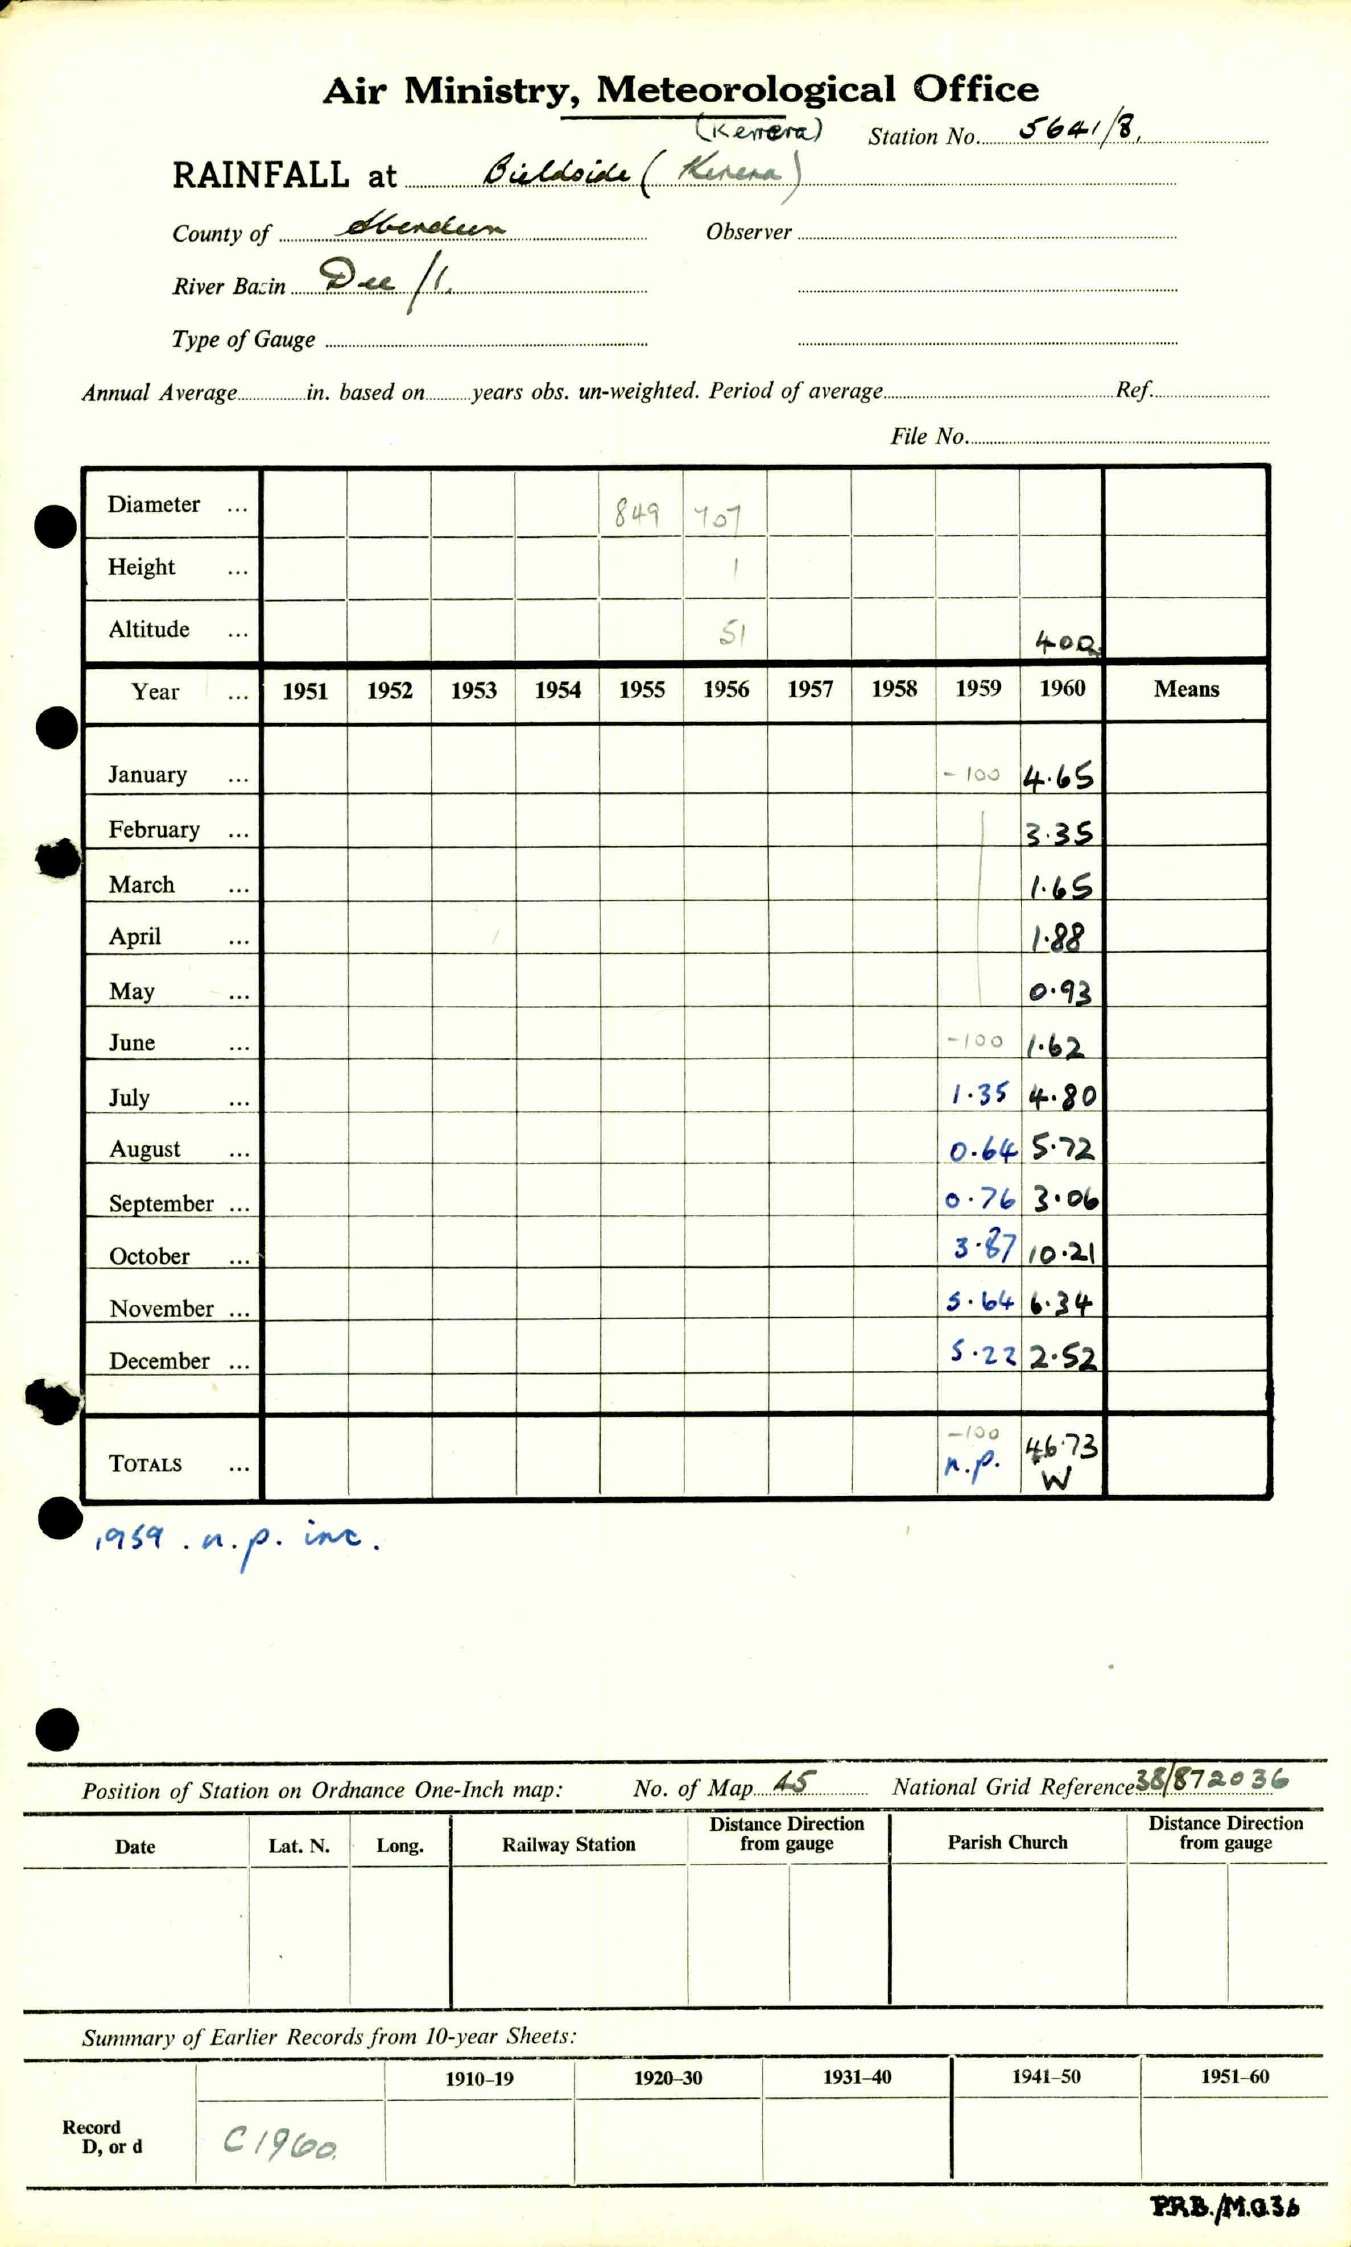 Air Ministry, Meteorological Office
(Kerrera) Station No. 5641/8.
RAINFALL at Bieldside (Kerrera)
County of Aberdeen Observer
River Basin Dee /1.
Type of Gauge
Annual Average in. based on years obs. un-weighted. Period of average Ref.
File No.
Diameter ... 849 707
Height ... 1
Altitude ... 51 400
Year ... 1951 1952 1953 1954 1955 1956 1957 1958 1959 1960 Means
January ... -100 4.65
February ... 3.35
March ... 1.65
April ... 1.88
May ... 0.93
June ... -100 1.62
July ... 1.35 4.80
August ... 0.64 5.72
September ... 0.76 3.06
October ... 3.87 10.21
November ... 5.64 6.34
December ... 5.22 2.52
-100
TOTALS ... n.p. 46.73
W
1959. n.p. inc.
Position of Station on Ordnance One-Inch map: No. of Map 45 National Grid Reference 38/872036
Date Lat. N. Long. Railway Station Distance Direction from gauge Parish Church Distance Direction from gauge
Summary of Earlier Records from 10-year Sheets:
1910–19 1920–30 1931–40 1941–50 1951–60
Record
D, or d C1960.
P.R.B./M.O.36